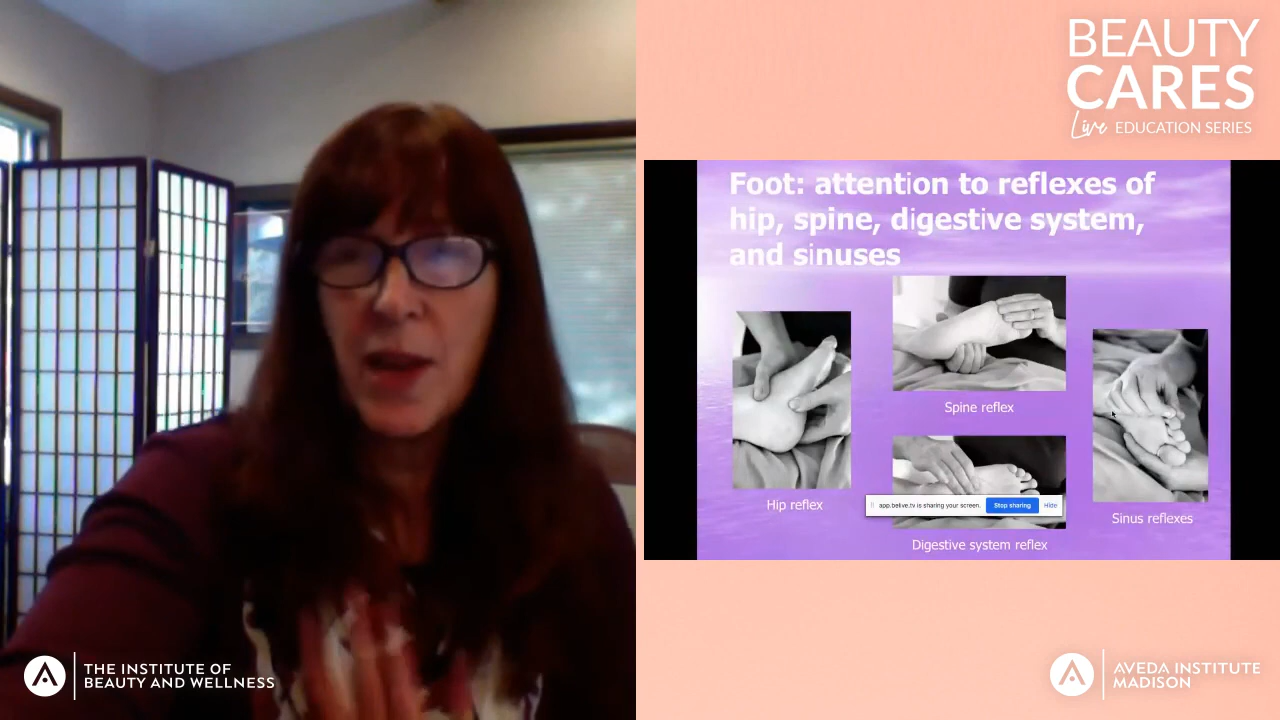 BEAUTY
CARES
Live EDUCATION SERIES
Foot: attention to reflexes of
hip, spine, digestive system,
and sinuses
Spine reflex
Hip reflex
app.belive.tv is sharing your screen.
Stop sharing
Hide
Sinus reflexes
Digestive system reflex
THE INSTITUTE OF
BEAUTY AND WELLNESS
AVEDA INSTITUTE
MADISON